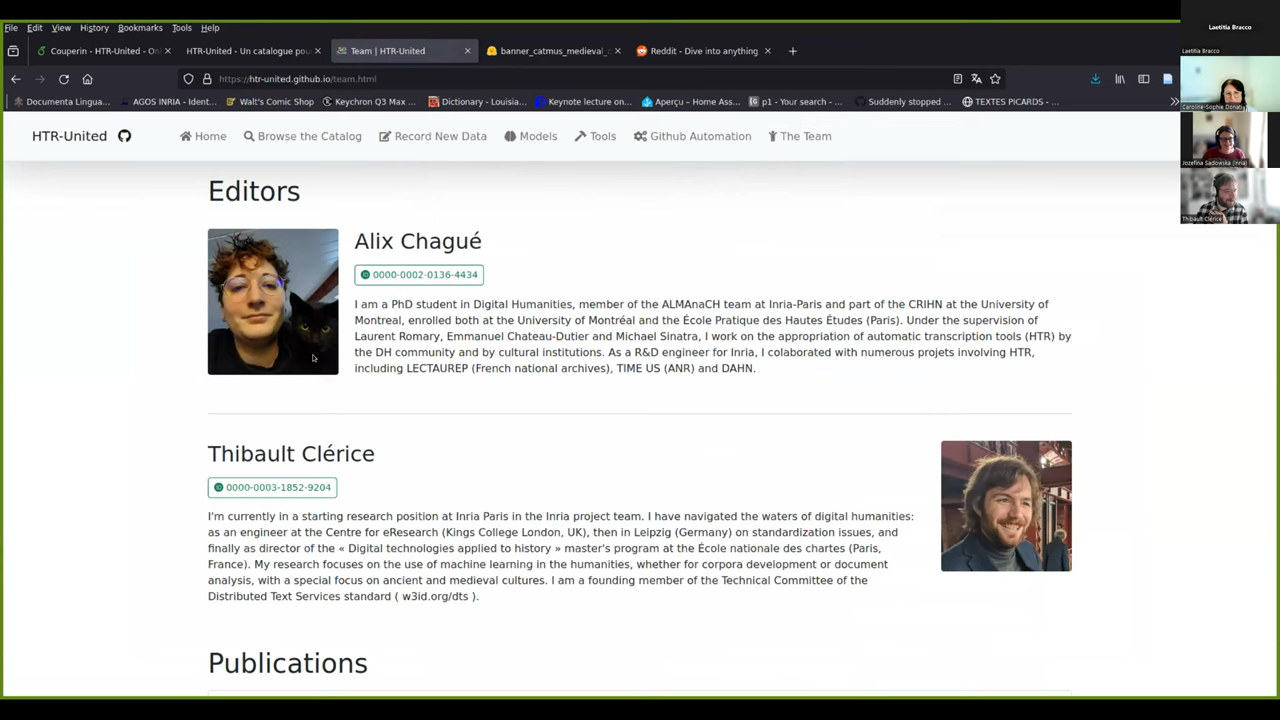 File Edit View History Bookmarks Tools Help
Couperin - HTR-United - On
HTR-United - Un catalogue pou
Team | HTR-United
banner_catmus_medieval_
Reddit - Dive into anything
https://htr-united.github.io/team.html
Documenta Lingua…
AGOS INRIA - Ident…
Walt's Comic Shop
Keychron Q3 Max …
Dictionary - Louisia…
Keynote lecture on…
Aperçu – Home Ass…
p1 - Your search - …
Suddenly stopped …
TEXTES PICARDS - …
HTR-United
Home
Browse the Catalog
Record New Data
Models
Tools
Github Automation
The Team
Editors
Alix Chagué
0000-0002-0136-4434
I am a PhD student in Digital Humanities, member of the ALMAnaCH team at Inria-Paris and part of the CRIHN at the University of
Montreal, enrolled both at the University of Montréal and the École Pratique des Hautes Études (Paris). Under the supervision of
Laurent Romary, Emmanuel Chateau-Dutier and Michael Sinatra, I work on the appropriation of automatic transcription tools (HTR) by
the DH community and by cultural institutions. As a R&D engineer for Inria, I colaborated with numerous projets involving HTR,
including LECTAUREP (French national archives), TIME US (ANR) and DAHN.
Thibault Clérice
0000-0003-1852-9204
I'm currently in a starting research position at Inria Paris in the Inria project team. I have navigated the waters of digital humanities:
as an engineer at the Centre for eResearch (Kings College London, UK), then in Leipzig (Germany) on standardization issues, and
finally as director of the « Digital technologies applied to history » master's program at the École nationale des chartes (Paris,
France). My research focuses on the use of machine learning in the humanities, whether for corpora development or document
analysis, with a special focus on ancient and medieval cultures. I am a founding member of the Technical Committee of the
Distributed Text Services standard ( w3id.org/dts ).
Publications
Laetitia Bracco
Laetitia Bracco
Caroline-Sophie Donati
Jozefina Sadowska (Inria)
Thibault Clérice